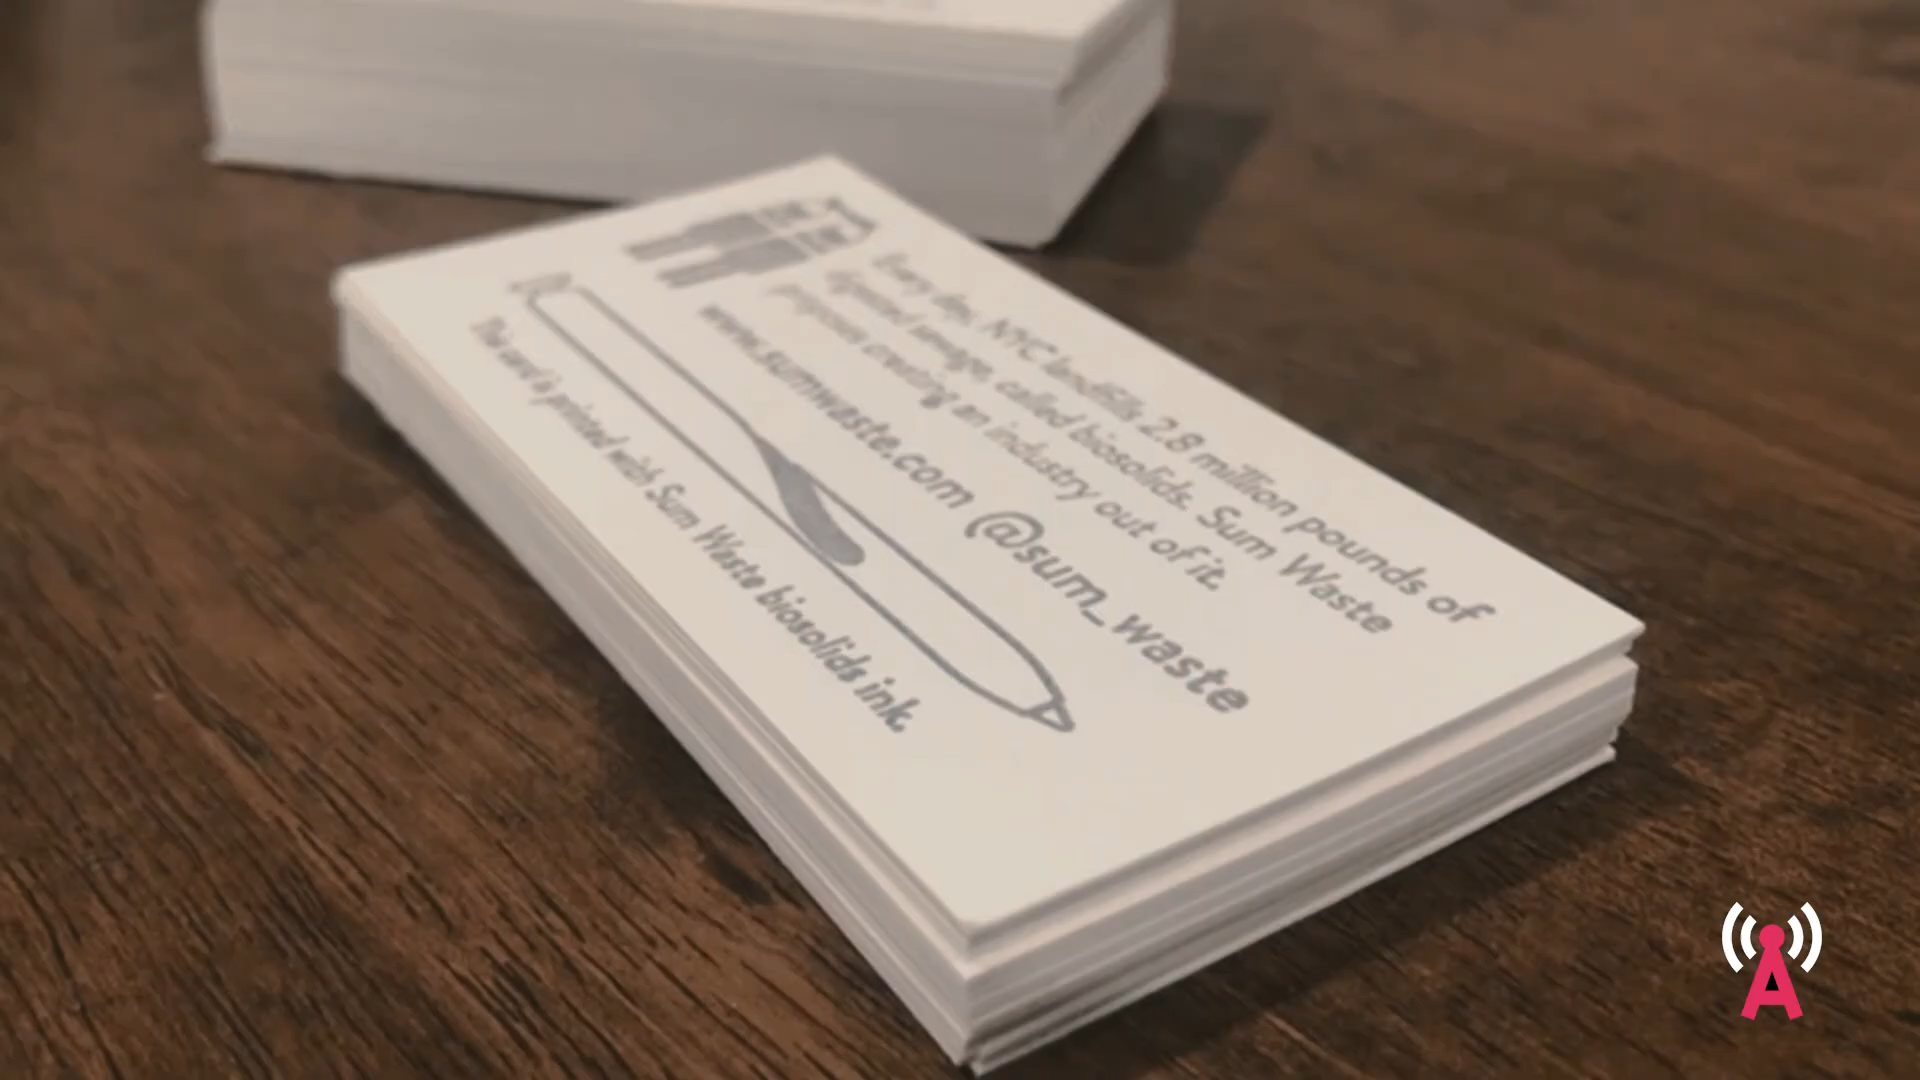 Every day, NYC landfills 2.8 million pounds of
digested sewage, called biosolids. Sum Waste
proposes creating an industry out of it.
www.sumwaste.com @sum_waste
This card is printed with Sum Waste biosolids ink.